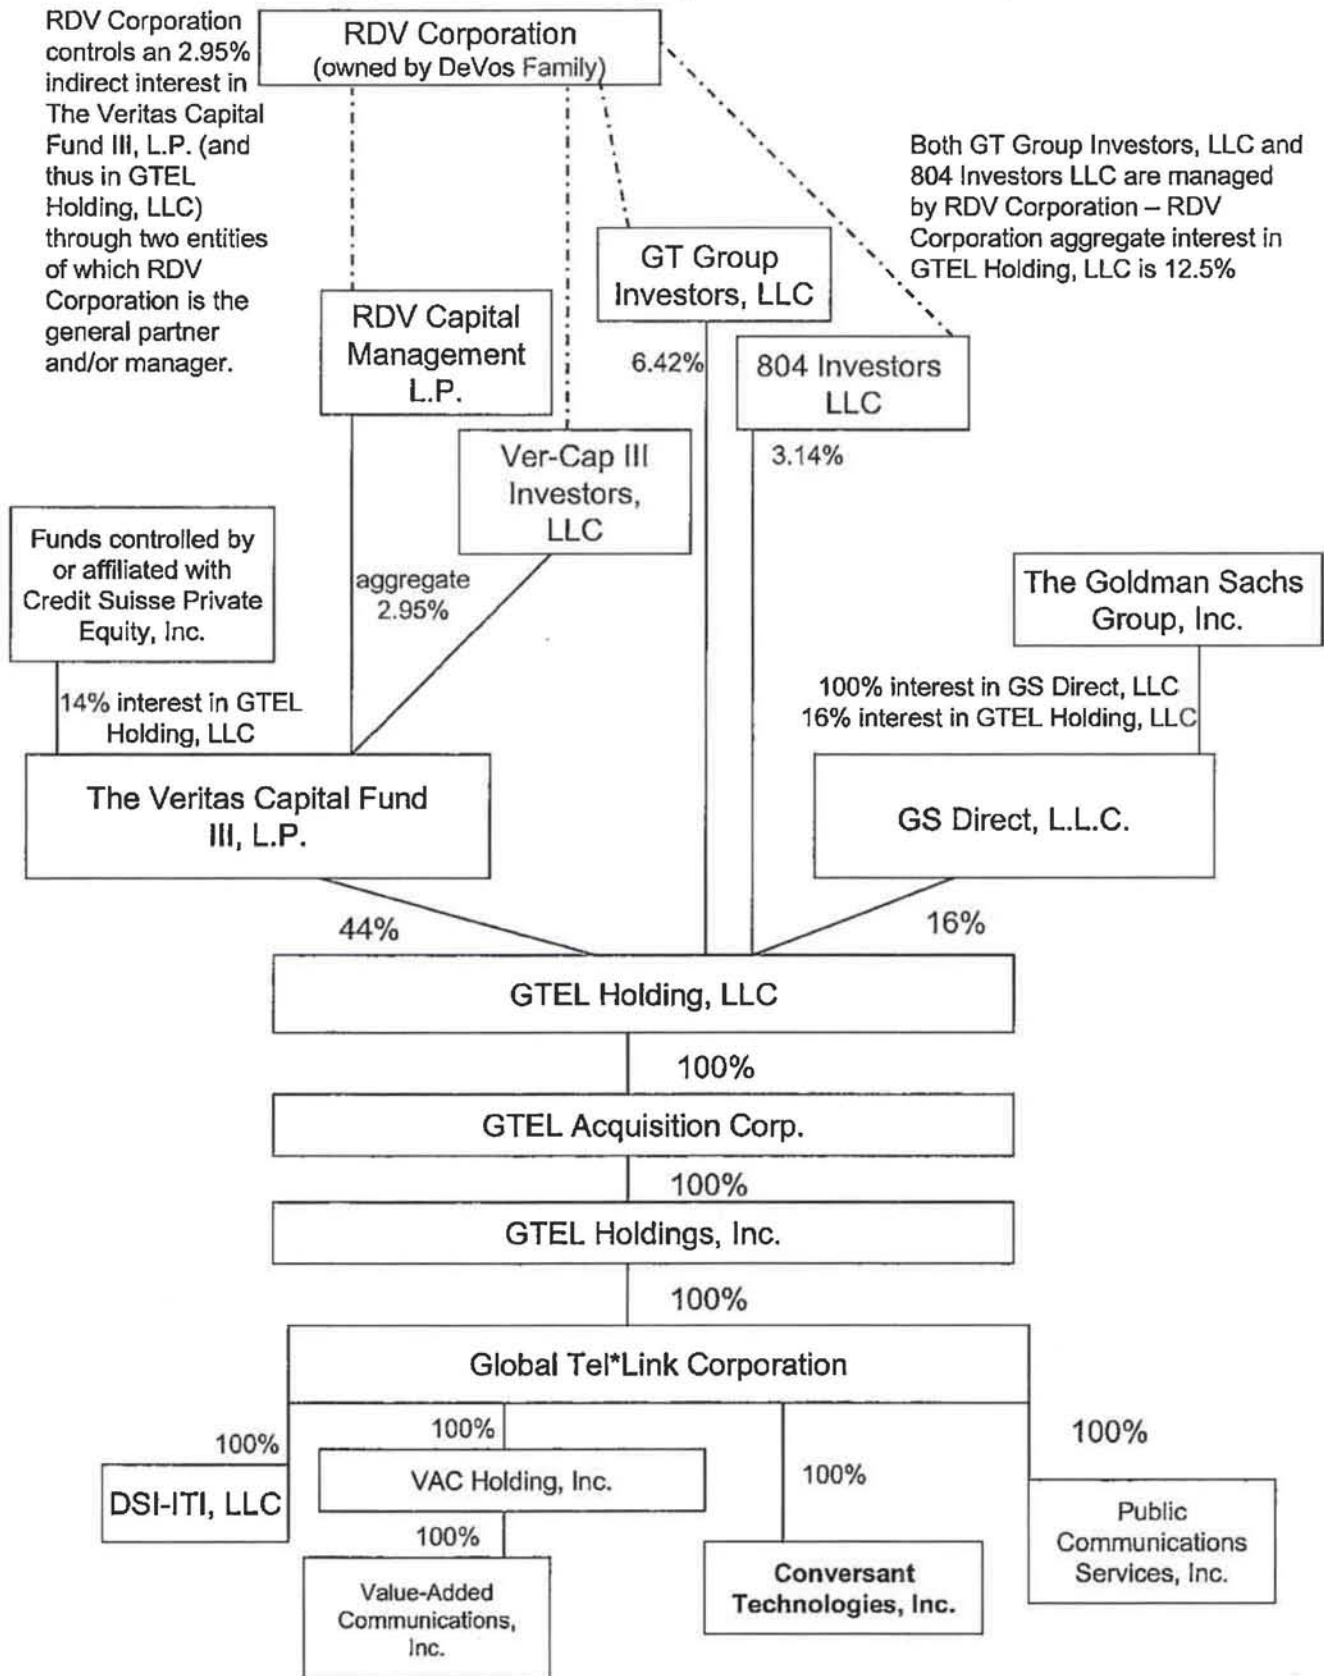 RDV Corporation
controls an 2.95%
indirect interest in
The Veritas Capital
Fund III, L.P. (and
thus in GTEL
Holding, LLC)
through two entities
of which RDV
Corporation is the
general partner
and/or manager.
RDV Corporation
(owned by DeVos Family)
Both GT Group Investors, LLC and
804 Investors LLC are managed
by RDV Corporation – RDV
Corporation aggregate interest in
GTEL Holding, LLC is 12.5%
GT Group
Investors, LLC
6.42%
RDV Capital
Management
L.P.
804 Investors
LLC
3.14%
Ver-Cap III
Investors,
LLC
Funds controlled by
or affiliated with
Credit Suisse Private
Equity, Inc.
aggregate
2.95%
The Goldman Sachs
Group, Inc.
14% interest in GTEL
Holding, LLC
100% interest in GS Direct, LLC
16% interest in GTEL Holding, LLC
The Veritas Capital Fund
III, L.P.
GS Direct, L.L.C.
44%
16%
GTEL Holding, LLC
100%
GTEL Acquisition Corp.
100%
GTEL Holdings, Inc.
100%
Global Tel*Link Corporation
100%
DSI-ITI, LLC
100%
VAC Holding, Inc.
100%
Value-Added
Communications,
Inc.
100%
Conversant
Technologies, Inc.
100%
Public
Communications
Services, Inc.